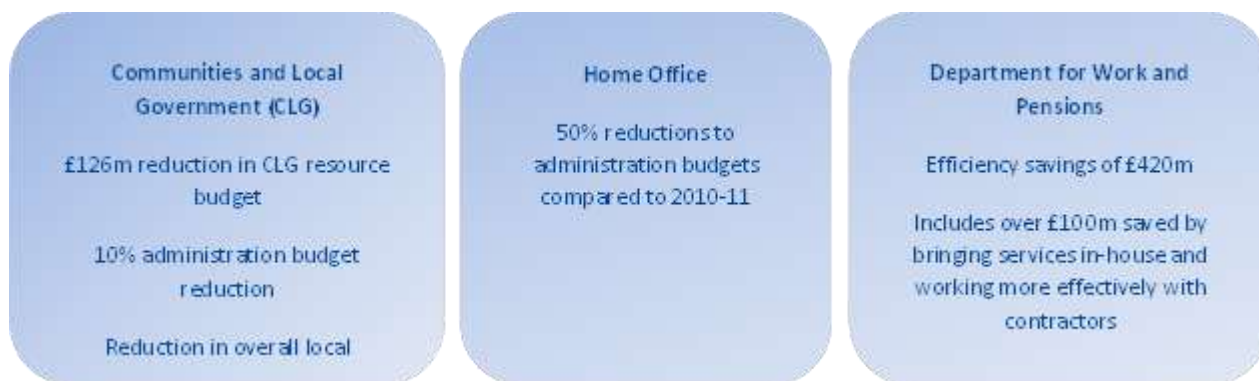 Communities and Local
Government (CLG)
£126m reduction in CLG resource
budget
10% administration budget
reduction
Reduction in overall local
Home Office
50% reductions to
administration budgets
compared to 2010-11
Department for Work and
Pensions
Efficiency savings of £420m
Includes over £100m saved by
bringing services in-house and
working more effectively with
contractors